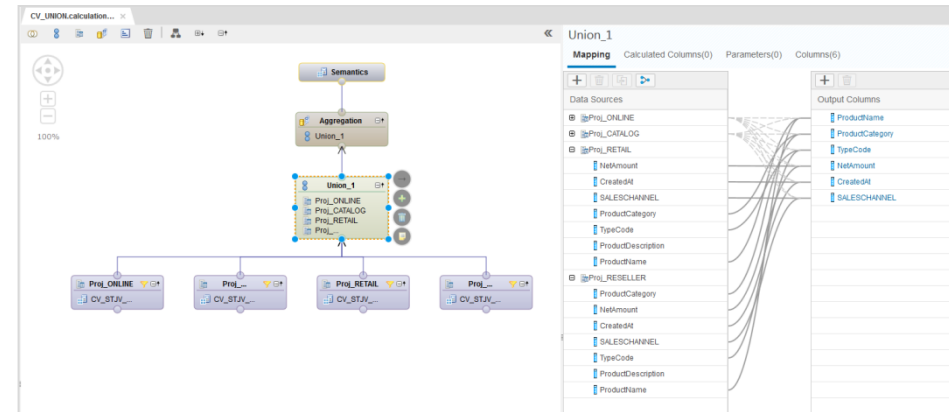 CV_UNION.calculation... ×
Semantics
Aggregation
Union_1
100%
Union_1
Proj_ONLINE
Proj_CATALOG
Proj_RETAIL
Proj_...
Proj_ONLINE
CV_STJV_...
Proj_...
CV_STJV_...
Proj_RETAIL
CV_STJV_...
Proj_...
CV_STJV_...
Union_1
Mapping Calculated Columns(0) Parameters(0) Columns(6)
Data Sources
Proj_ONLINE
Proj_CATALOG
Proj_RETAIL
NetAmount
CreatedAt
SALESCHANNEL
ProductCategory
TypeCode
ProductDescription
ProductName
Proj_RESELLER
ProductCategory
NetAmount
CreatedAt
SALESCHANNEL
TypeCode
ProductDescription
ProductName
Output Columns
ProductName
ProductCategory
TypeCode
NetAmount
CreatedAt
SALESCHANNEL